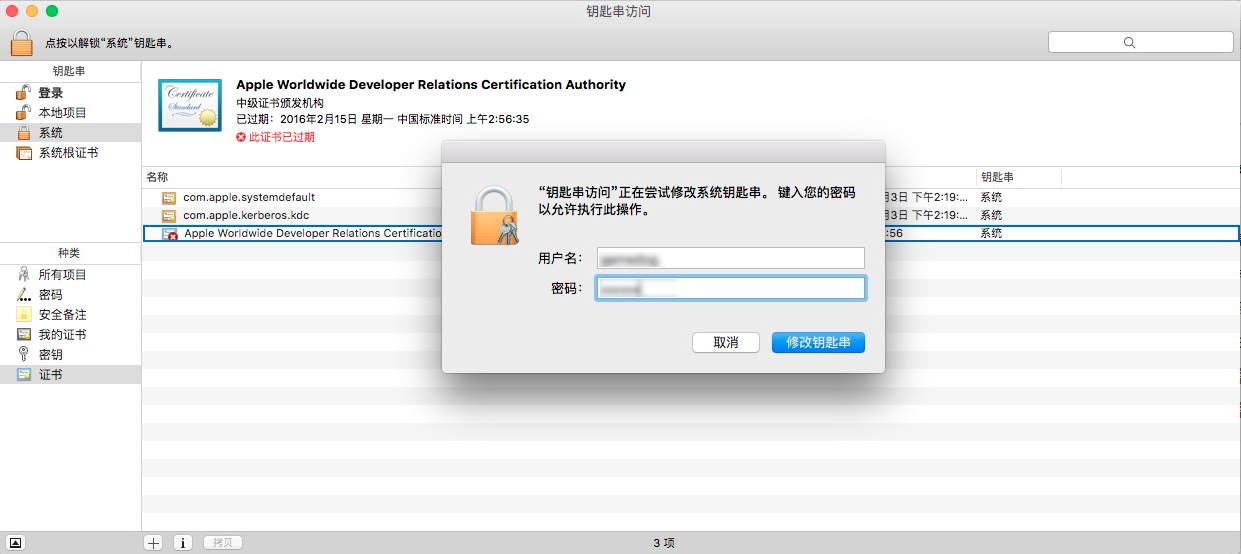 钥匙串访问
点按以解锁“系统”钥匙串。
钥匙串
登录
本地项目
系统
系统根证书
Certificate
Standard
Apple Worldwide Developer Relations Certification Authority
中级证书颁发机构
已过期：2016年2月15日 星期一 中国标准时间 上午2:56:35
此证书已过期
名称
钥匙串
com.apple.systemdefault
月3日 下午2:19:...
系统
com.apple.kerberos.kdc
月3日 下午2:19:...
系统
Apple Worldwide Developer Relations Certificatio
:56
系统
“钥匙串访问”正在尝试修改系统钥匙串。 键入您的密码
以允许执行此操作。
用户名：
密码：
取消
修改钥匙串
种类
所有项目
密码
安全备注
我的证书
密钥
证书
拷贝
3 项